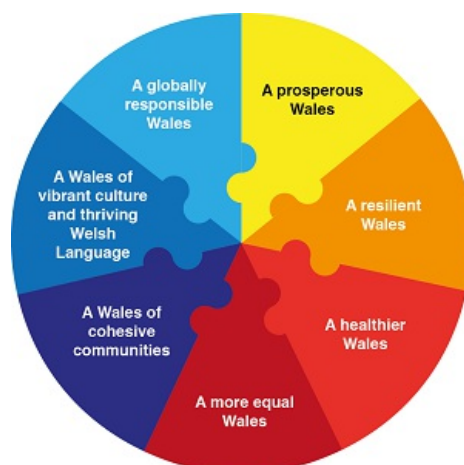 A prosperous
Wales
A resilient
Wales
A healthier
Wales
A more equal
Wales
A Wales of
cohesive
communities
A Wales of
vibrant culture
and thriving
Welsh
Language
A globally
responsible
Wales